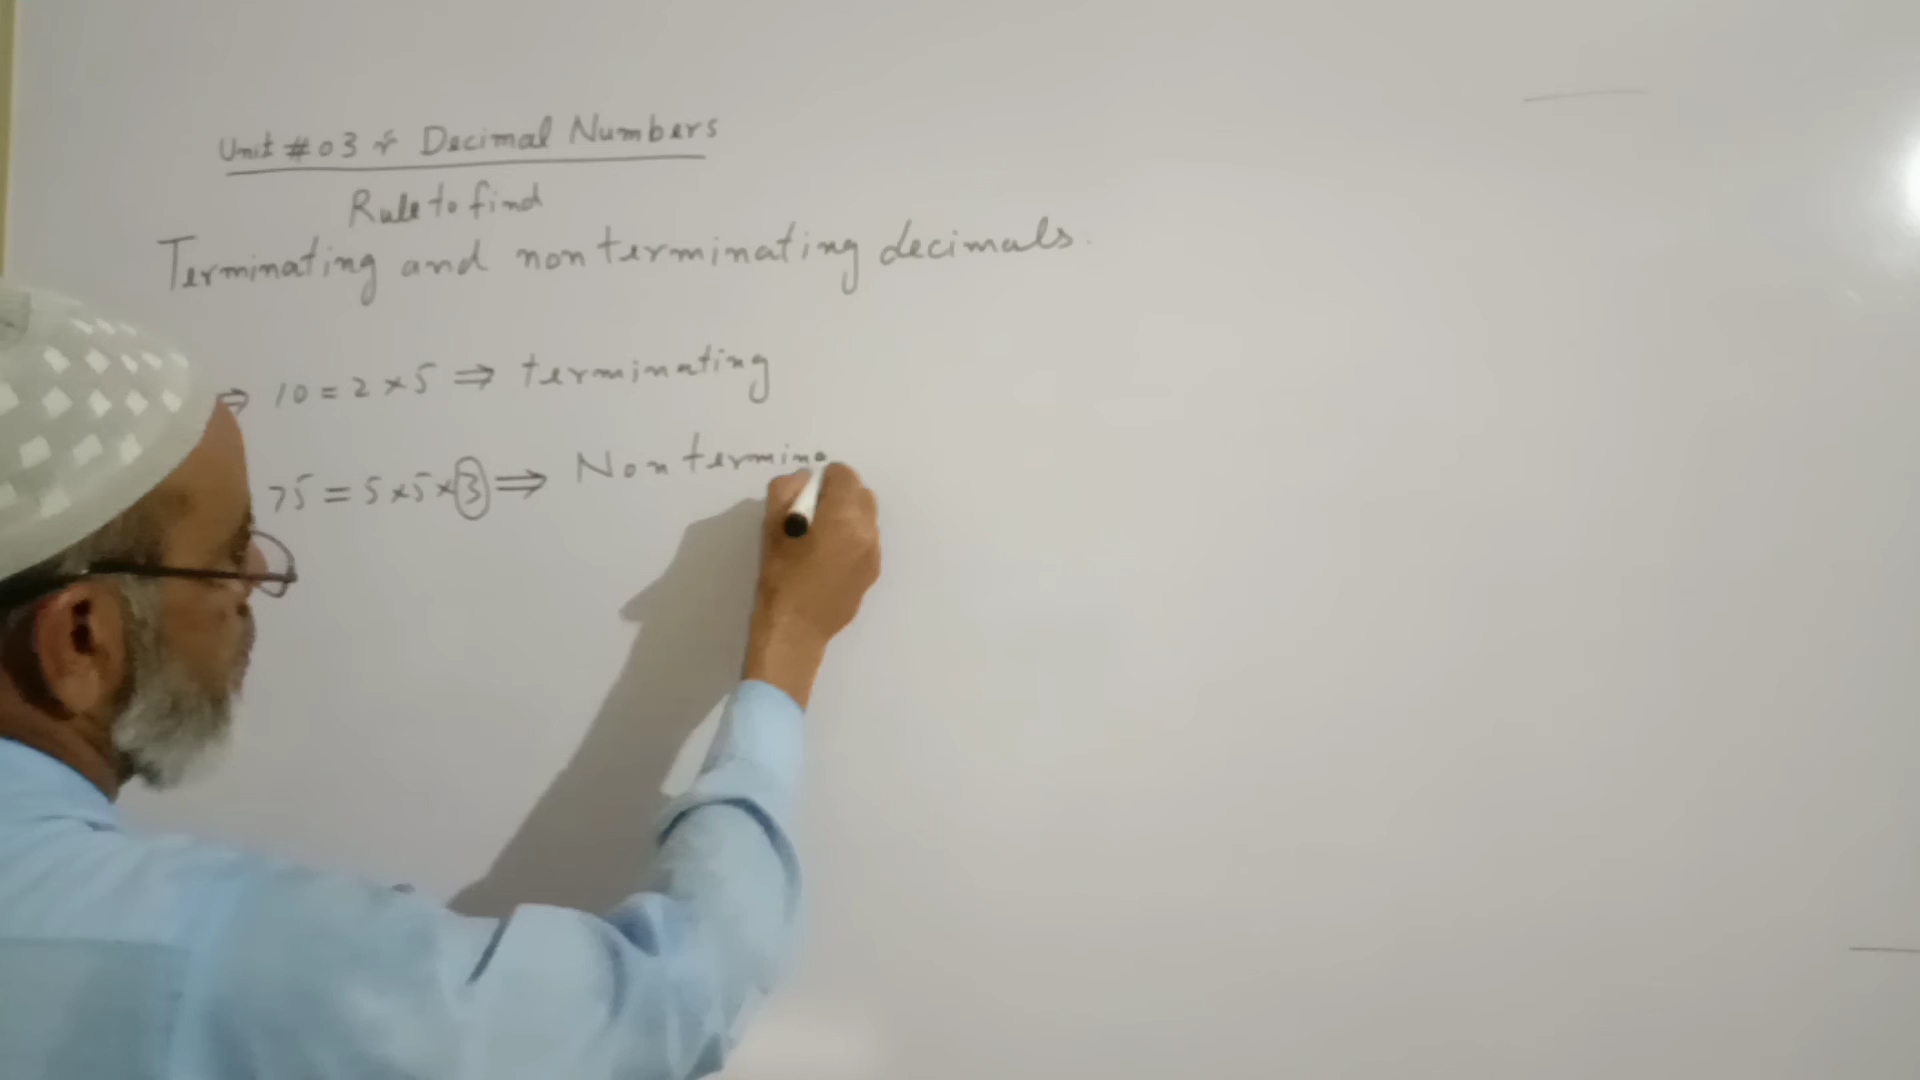 Unit # 03 : Decimal Numbers
Rule to find
Terminating and non terminating decimals.
⇒ 10 = 2 × 5 ⇒ terminating
75 = 5 × 5 × 3 ⇒ Non termina